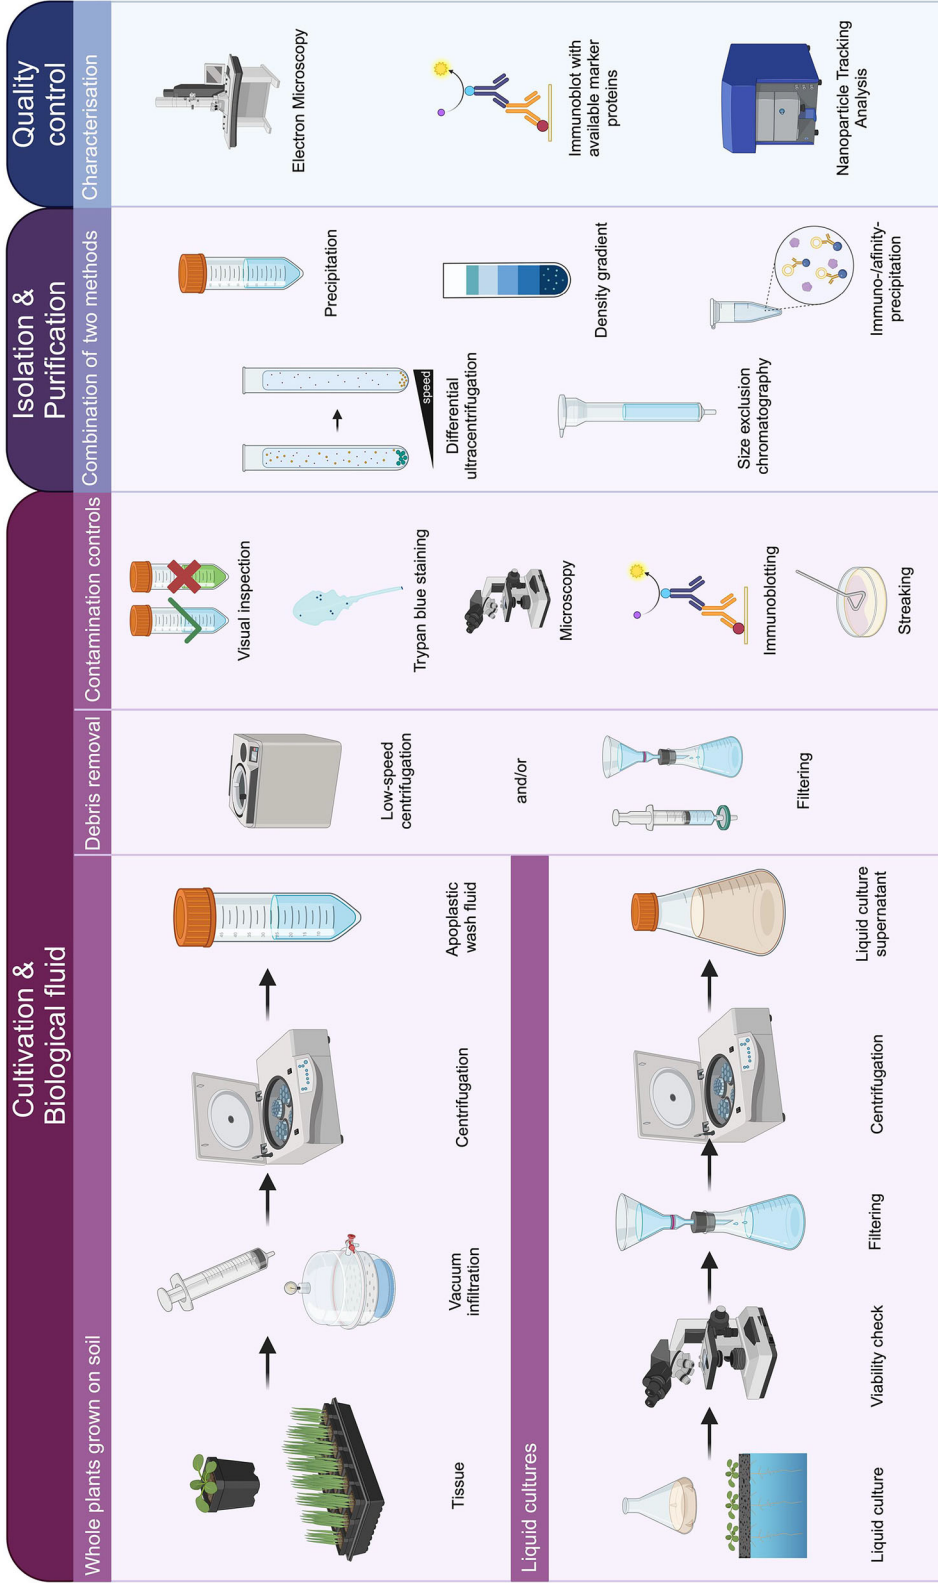 Cultivation &
Biological fluid
Isolation &
Purification
Quality
control
Whole plants grown on soil
Debris removal
Contamination controls
Combination of two methods
Characterisation
Tissue
Vacuum
infiltration
Centrifugation
Apoplastic
wash fluid
Liquid cultures
Liquid culture
Viability check
Filtering
Centrifugation
Liquid culture
supernatant
Low-speed
centrifugation
and/or
Filtering
Visual inspection
Trypan blue staining
Microscopy
Immunoblotting
Streaking
speed
Differential
ultracentrifugation
Precipitation
Size exclusion
chromatography
Density gradient
Immuno-/afinity-
precipitation
Electron Microscopy
Immunoblot with
available marker
proteins
Nanoparticle Tracking
Analysis